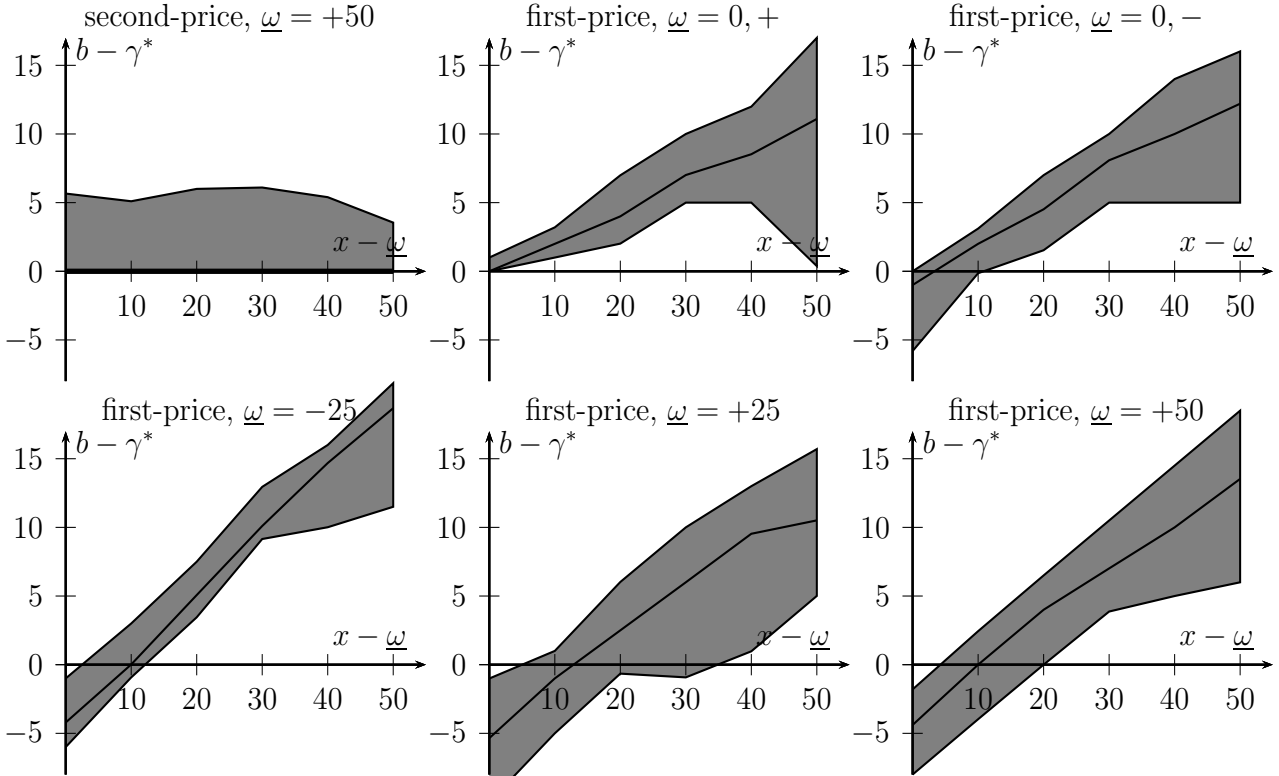 second-price, ω = +50
b − γ*
15
10
5
0
−5
x − ω
10 20 30 40 50
first-price, ω = 0, +
b − γ*
15
10
5
0
−5
x − ω
10 20 30 40 50
first-price, ω = 0, −
b − γ*
15
10
5
0
−5
x − ω
10 20 30 40 50
first-price, ω = −25
b − γ*
15
10
5
0
−5
x − ω
10 20 30 40 50
first-price, ω = +25
b − γ*
15
10
5
0
−5
x − ω
10 20 30 40 50
first-price, ω = +50
b − γ*
15
10
5
0
−5
x − ω
10 20 30 40 50